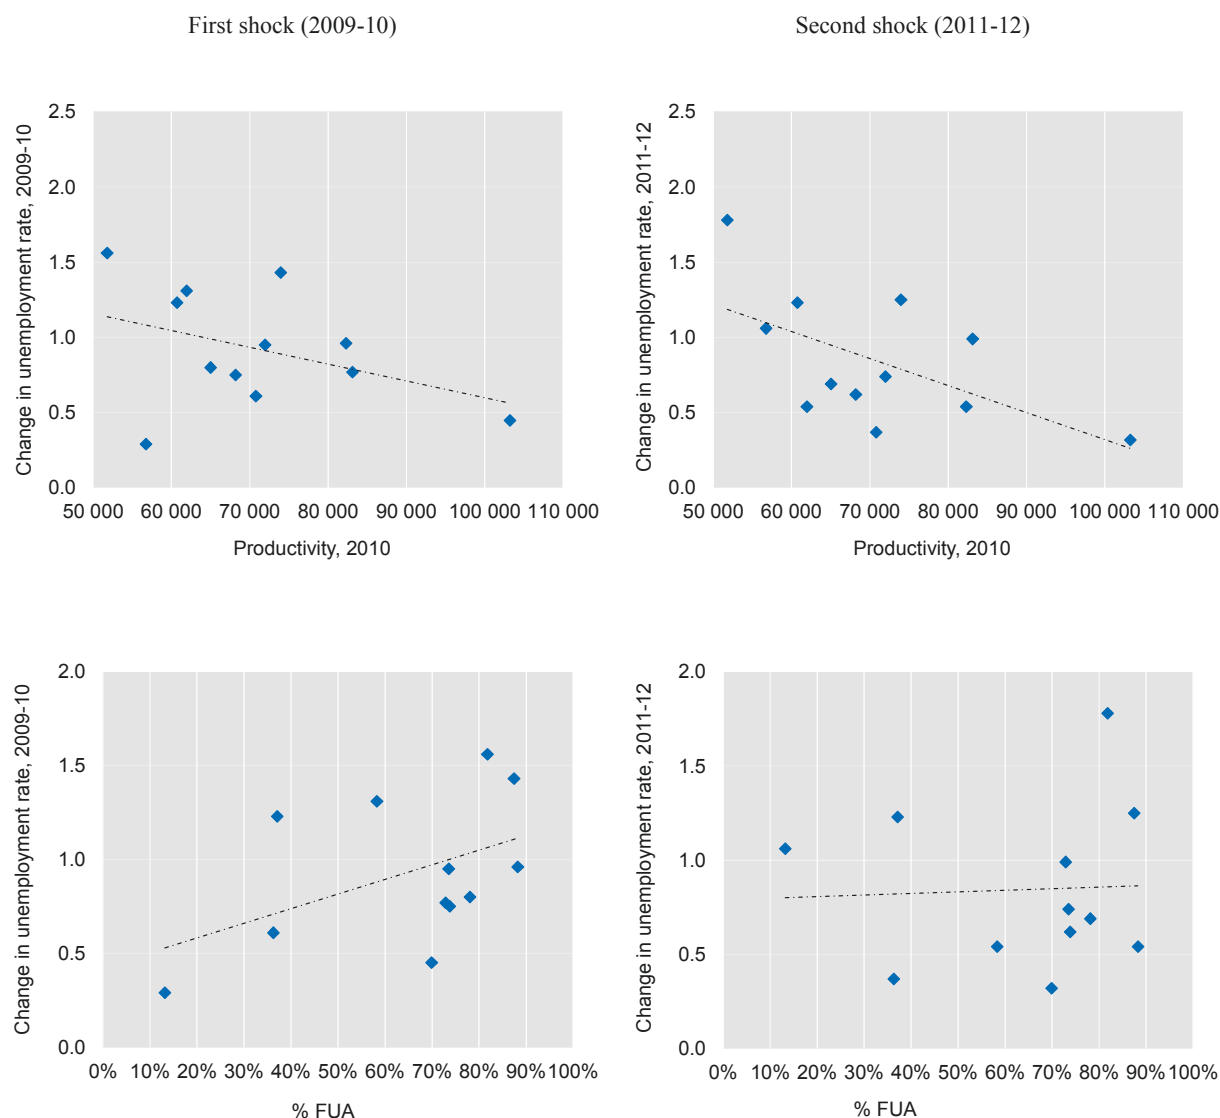 First shock (2009-10)
Second shock (2011-12)
Change in unemployment rate, 2009-10
2.5
2.0
1.5
1.0
0.5
0.0
50 000 60 000 70 000 80 000 90 000 100 000 110 000
Productivity, 2010
Change in unemployment rate, 2011-12
2.5
2.0
1.5
1.0
0.5
0.0
50 000 60 000 70 000 80 000 90 000 100 000 110 000
Productivity, 2010
Change in unemployment rate, 2009-10
2.0
1.5
1.0
0.5
0.0
0% 10% 20% 30% 40% 50% 60% 70% 80% 90% 100%
% FUA
Change in unemployment rate, 2011-12
2.0
1.5
1.0
0.5
0.0
0% 10% 20% 30% 40% 50% 60% 70% 80% 90% 100%
% FUA